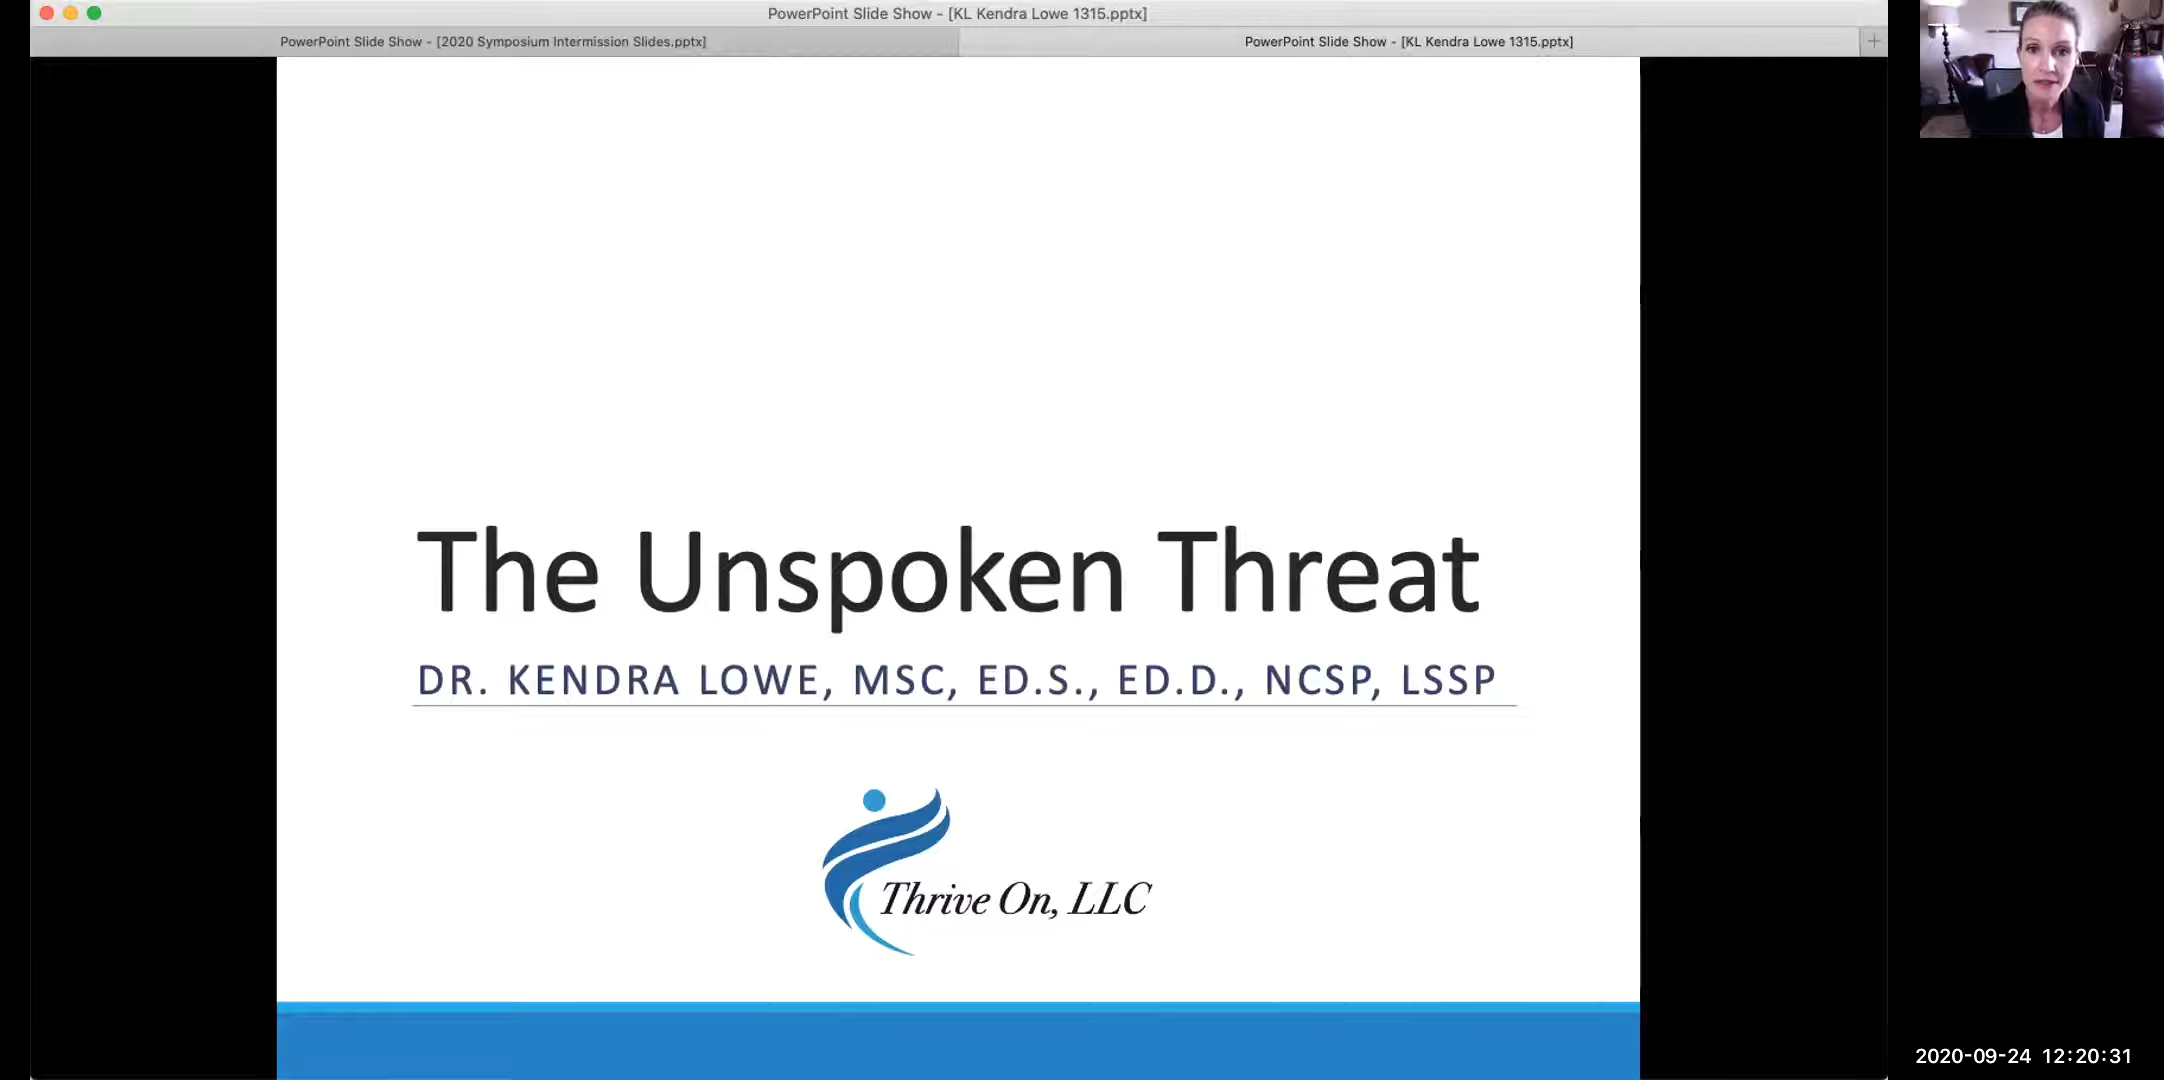 PowerPoint Slide Show - [KL Kendra Lowe 1315.pptx]
PowerPoint Slide Show - [2020 Symposium Intermission Slides.pptx]
PowerPoint Slide Show - [KL Kendra Lowe 1315.pptx]
The Unspoken Threat
DR. KENDRA LOWE, MSC, ED.S., ED.D., NCSP, LSSP
Thrive On, LLC
2020-09-24 12:20:31